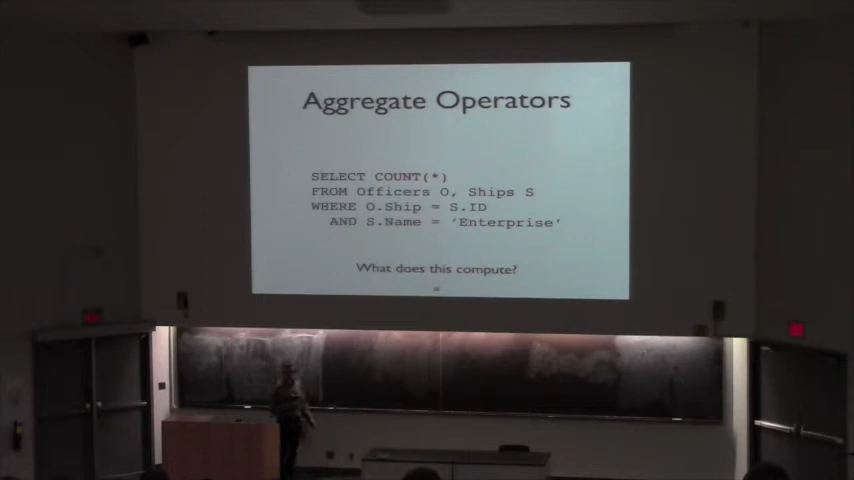 Aggregate Operators
SELECT COUNT(*)
FROM Officers O, Ships S
WHERE O.Ship = S.ID
AND S.Name = ‘Enterprise’
What does this compute?